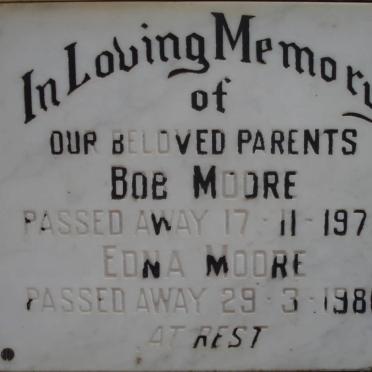 In Loving Memory
of
OUR BELOVED PARENTS
BOB MOORE
PASSED AWAY 17-11-197
EDNA MOORE
PASSED AWAY 29-3-198
AT REST